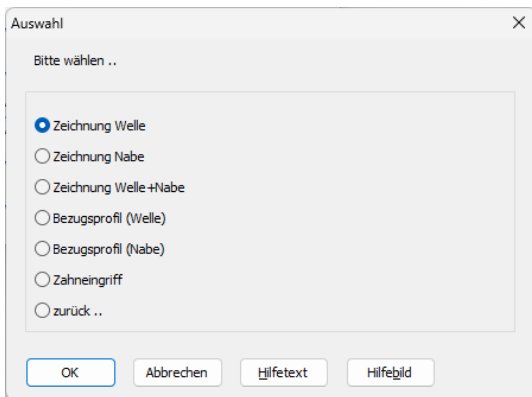 Auswahl
Bitte wählen ..
Zeichnung Welle
Zeichnung Nabe
Zeichnung Welle+Nabe
Bezugsprofil (Welle)
Bezugsprofil (Nabe)
Zahneingriff
zurück ..
OK Abbrechen Hilfetext Hilfebild